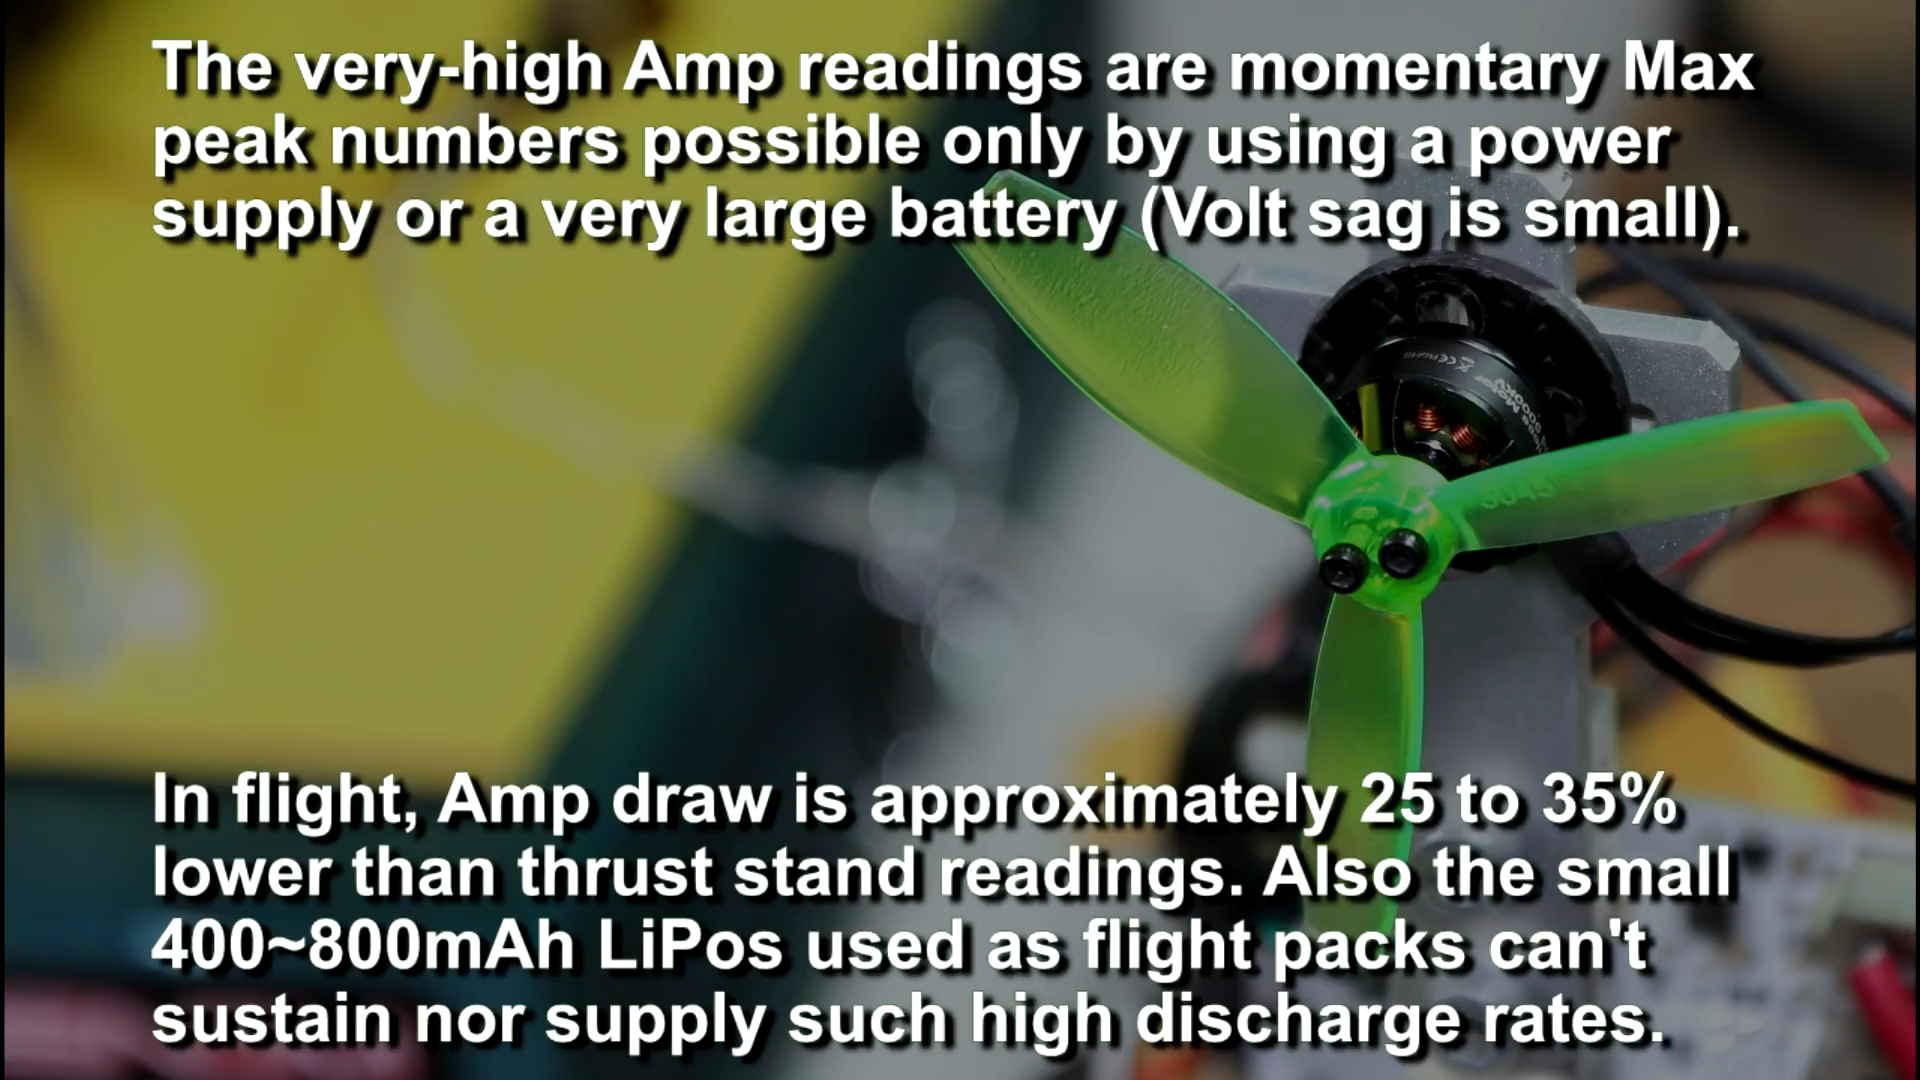 The very-high Amp readings are momentary Max
peak numbers possible only by using a power
supply or a very large battery (Volt sag is small).
CE RoHS
In flight, Amp draw is approximately 25 to 35%
lower than thrust stand readings. Also the small
400~800mAh LiPos used as flight packs can't
sustain nor supply such high discharge rates.